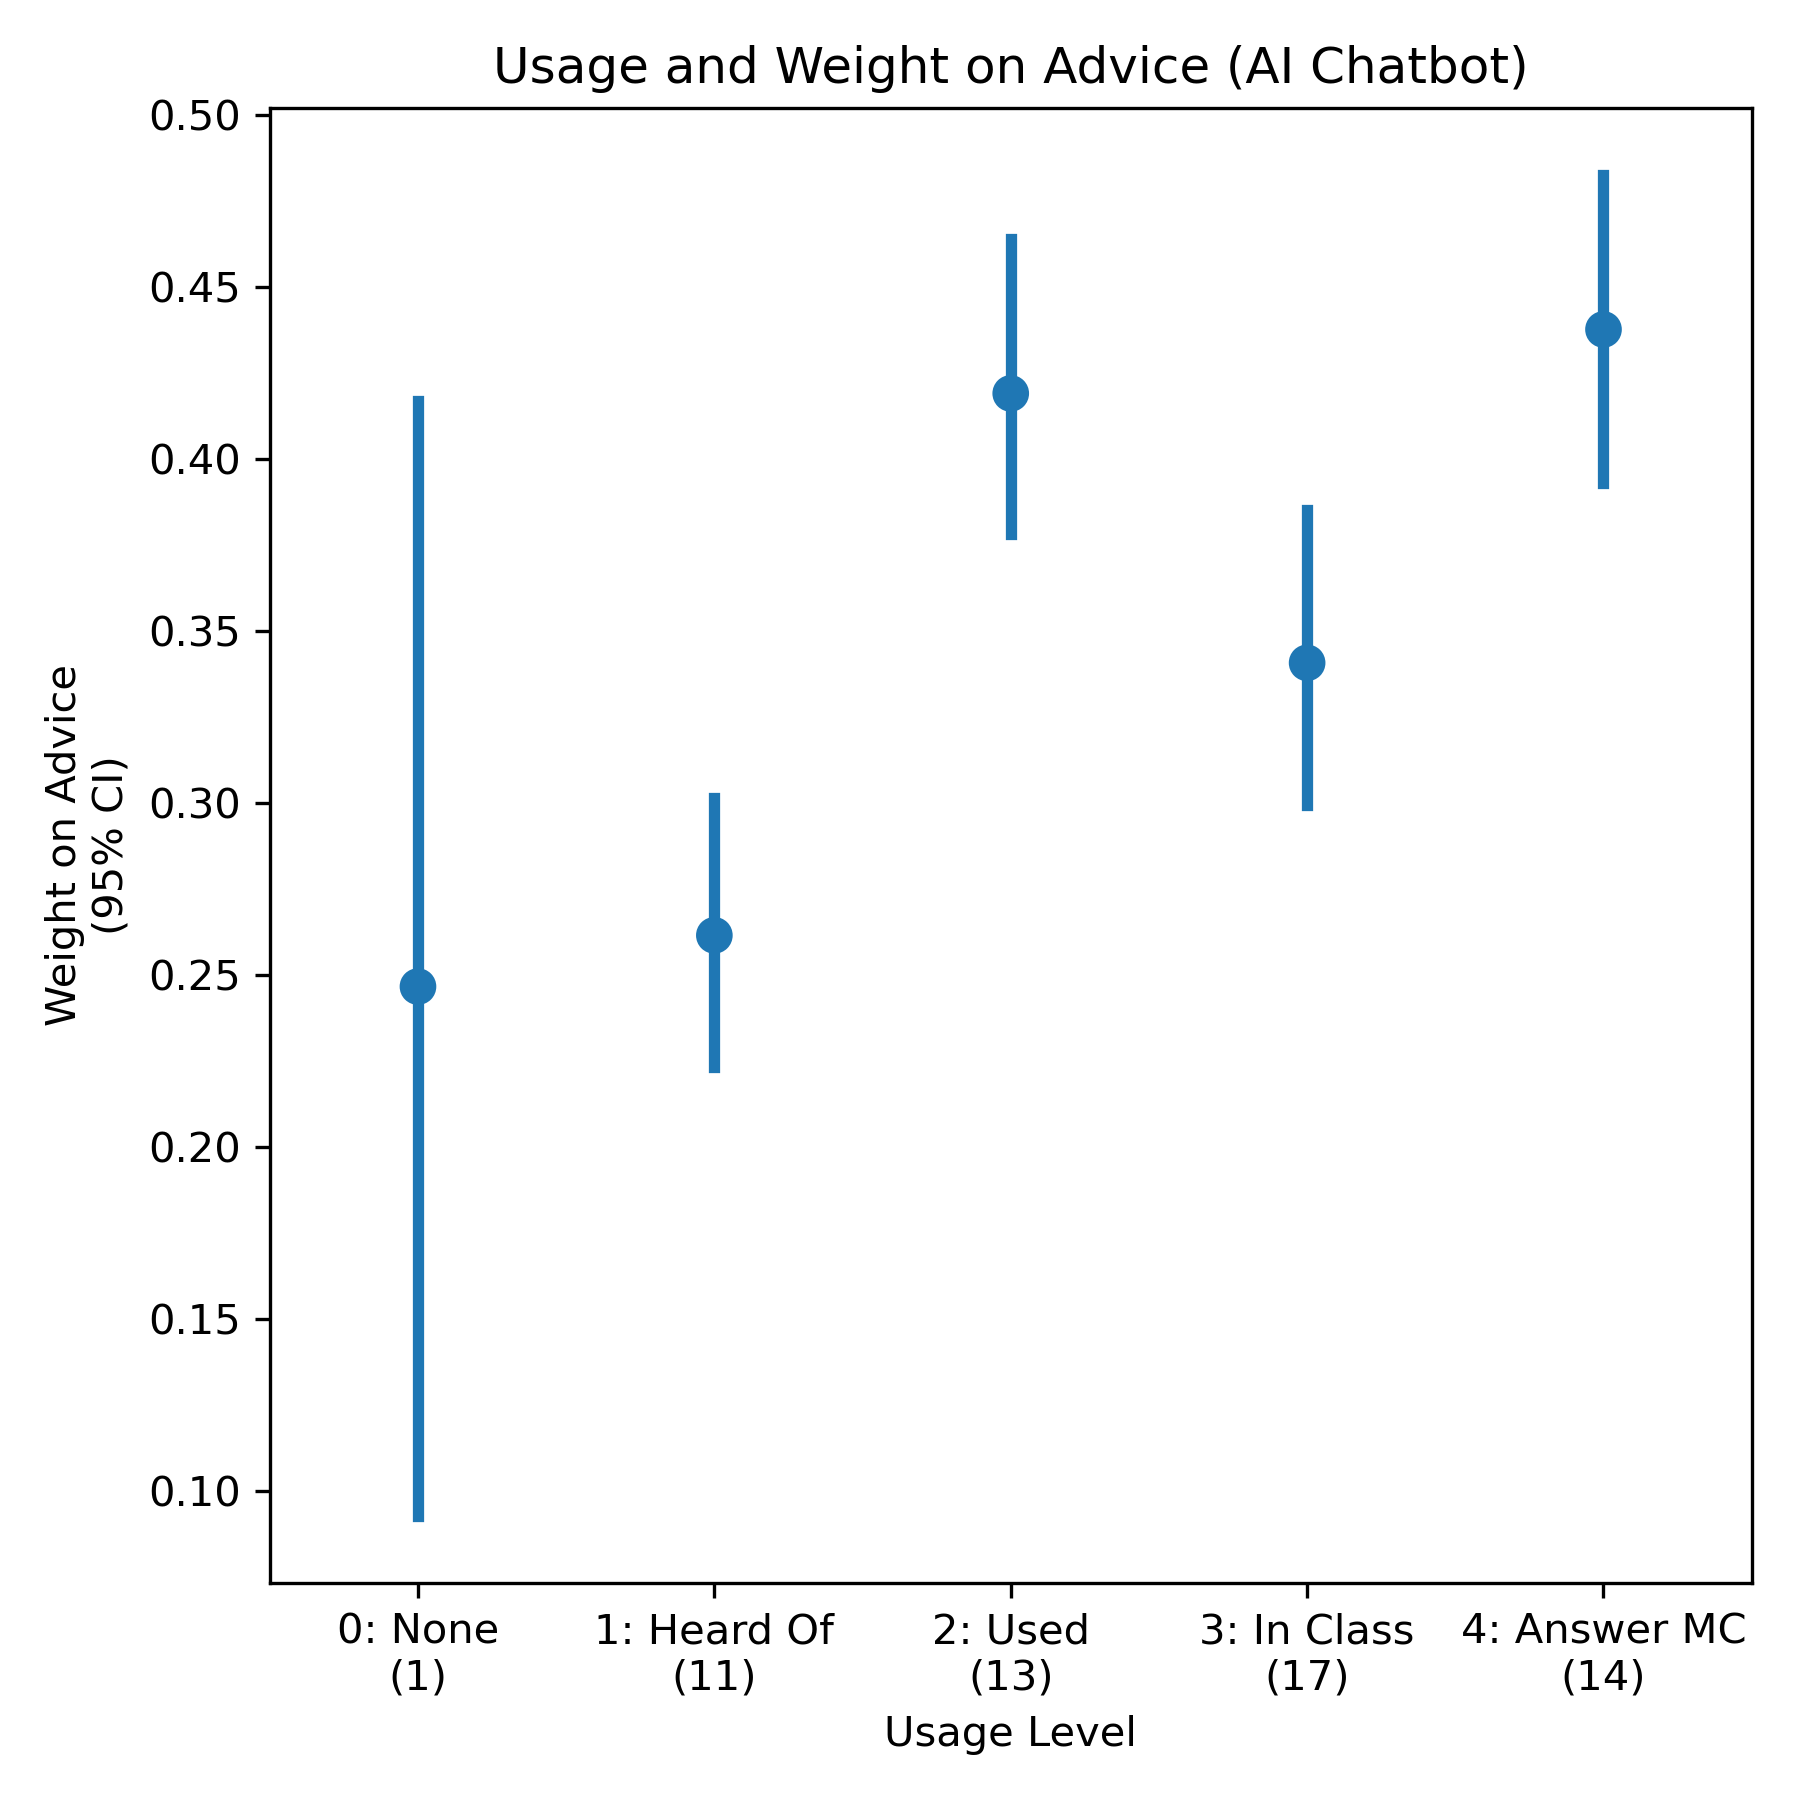 Usage and Weight on Advice (AI Chatbot)
0.50
0.45
0.40
0.35
0.30
0.25
0.20
0.15
0.10
Weight on Advice
(95% CI)
0: None
(1)
1: Heard Of
(11)
2: Used
(13)
3: In Class
(17)
4: Answer MC
(14)
Usage Level